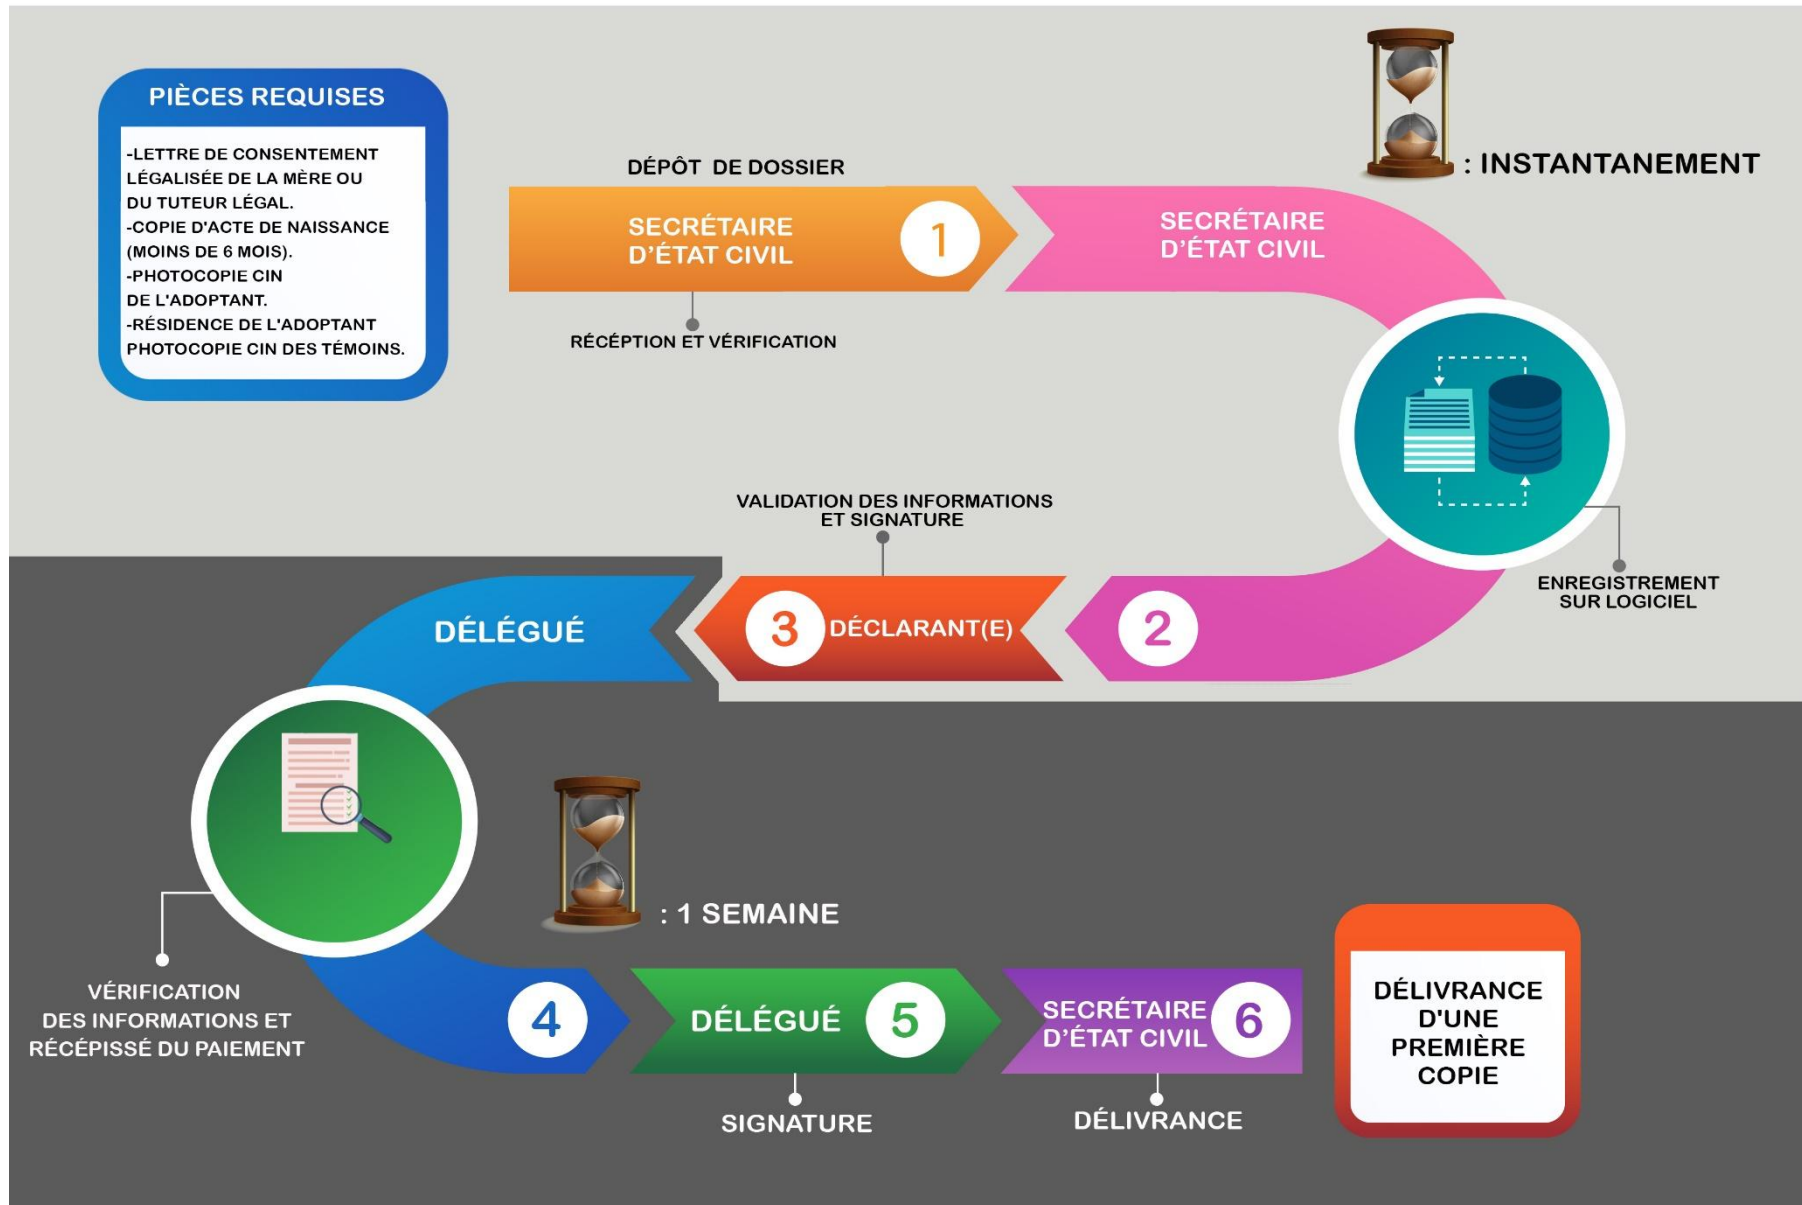 PIÈCES REQUISES
-LETTRE DE CONSENTEMENT
LÉGALISÉE DE LA MÈRE OU
DU TUTEUR LÉGAL.
-COPIE D'ACTE DE NAISSANCE
(MOINS DE 6 MOIS).
-PHOTOCOPIE CIN
DE L'ADOPTANT.
-RÉSIDENCE DE L'ADOPTANT
PHOTOCOPIE CIN DES TÉMOINS.
: INSTANTANEMENT
DÉPÔT DE DOSSIER
SECRÉTAIRE
D'ÉTAT CIVIL
1
RÉCÉPTION ET VÉRIFICATION
SECRÉTAIRE
D'ÉTAT CIVIL
ENREGISTREMENT
SUR LOGICIEL
2
VALIDATION DES INFORMATIONS
ET SIGNATURE
3 DÉCLARANT(E)
DÉLÉGUÉ
VÉRIFICATION
DES INFORMATIONS ET
RÉCÉPISSÉ DU PAIEMENT
: 1 SEMAINE
4
DÉLÉGUÉ 5
SIGNATURE
SECRÉTAIRE
D'ÉTAT CIVIL
6
DÉLIVRANCE
DÉLIVRANCE
D'UNE
PREMIÈRE
COPIE